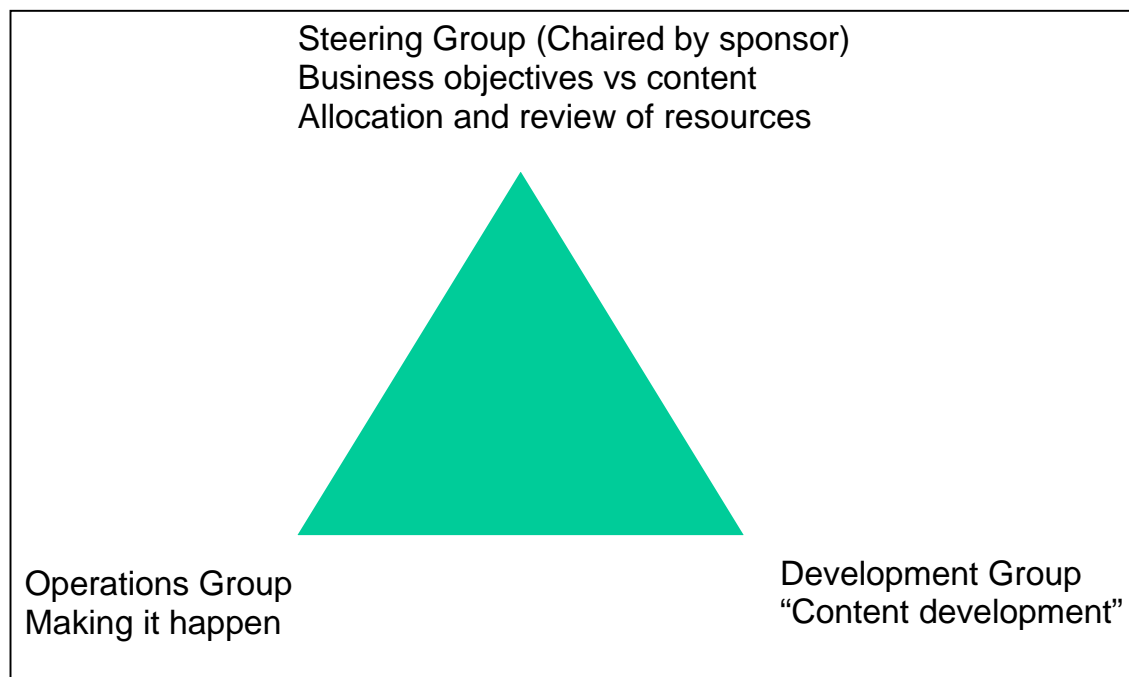 Steering Group (Chaired by sponsor)
Business objectives vs content
Allocation and review of resources
Operations Group
Making it happen
Development Group
“Content development”